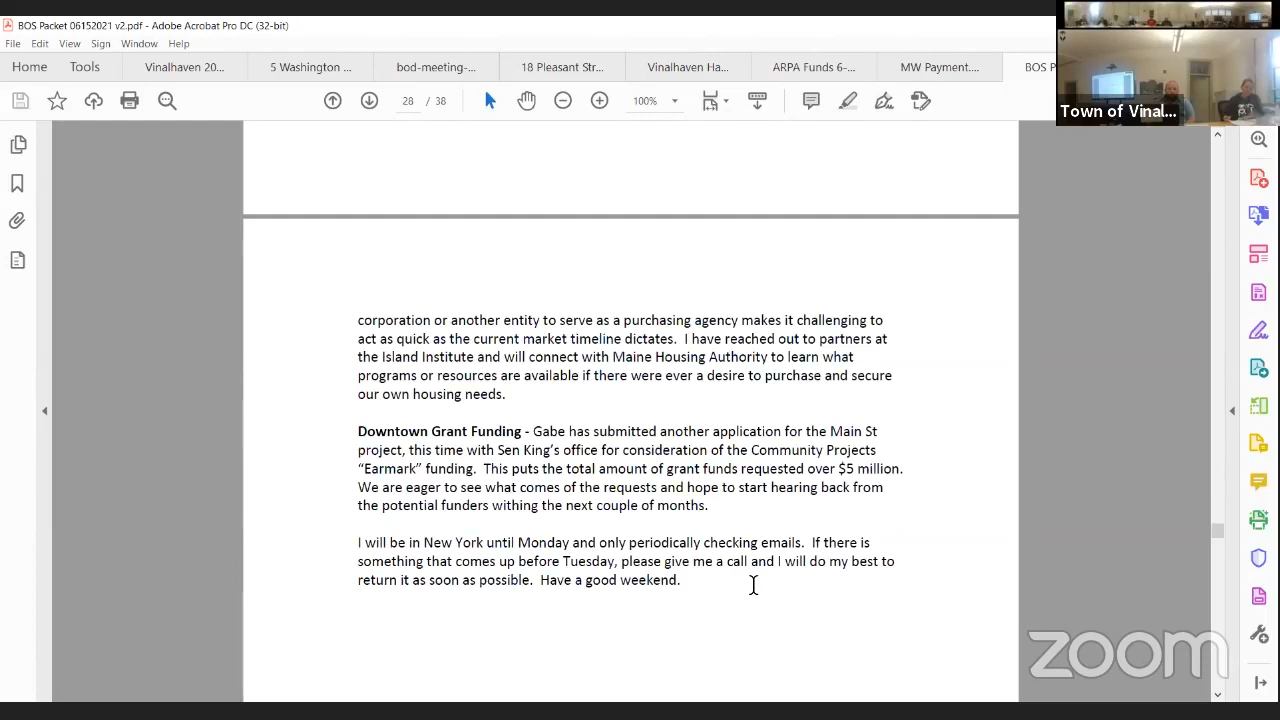 BOS Packet 06152021 v2.pdf - Adobe Acrobat Pro DC (32-bit)
File Edit View Sign Window Help
Home Tools Vinalhaven 20... 5 Washington ... bod-meeting-... 18 Pleasant Str... Vinalhaven Ha... ARPA Funds 6-... MW Payment.... BOS P
28 / 38 100%
Town of Vinal...
corporation or another entity to serve as a purchasing agency makes it challenging to
act as quick as the current market timeline dictates. I have reached out to partners at
the Island Institute and will connect with Maine Housing Authority to learn what
programs or resources are available if there were ever a desire to purchase and secure
our own housing needs.
Downtown Grant Funding - Gabe has submitted another application for the Main St
project, this time with Sen King's office for consideration of the Community Projects
“Earmark” funding. This puts the total amount of grant funds requested over $5 million.
We are eager to see what comes of the requests and hope to start hearing back from
the potential funders withing the next couple of months.
I will be in New York until Monday and only periodically checking emails. If there is
something that comes up before Tuesday, please give me a call and I will do my best to
return it as soon as possible. Have a good weekend.
zoom